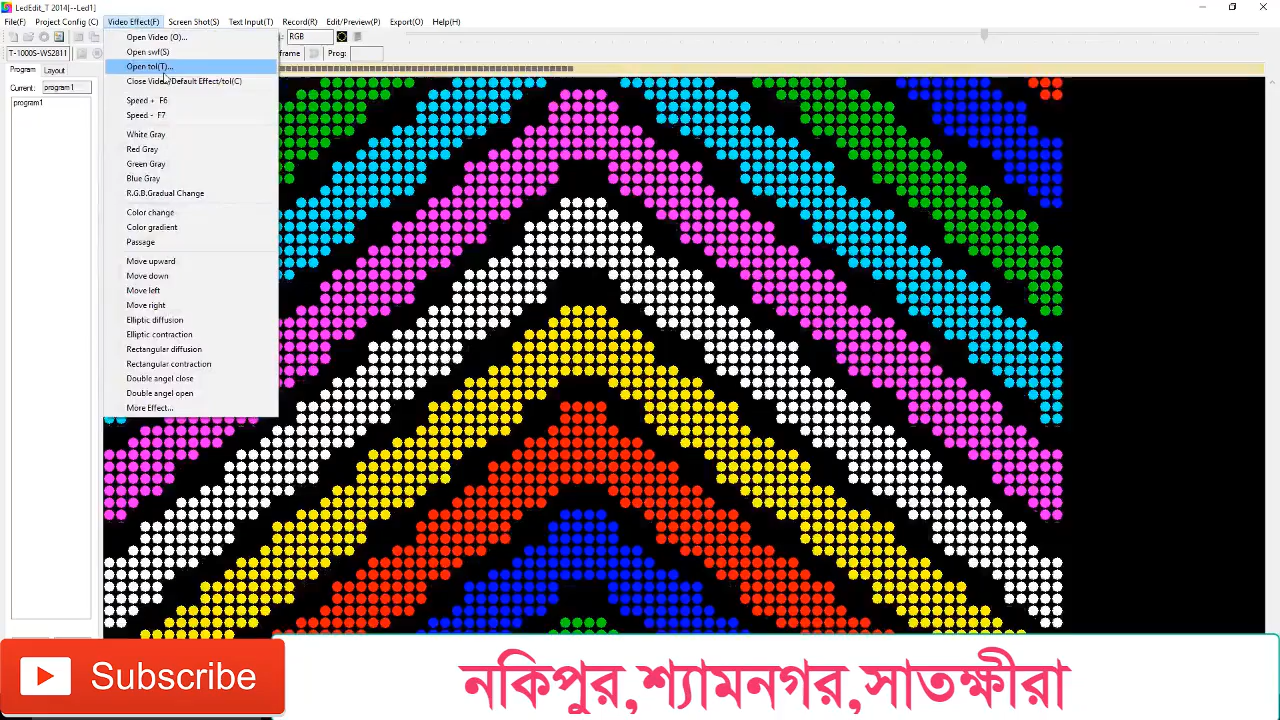 LedEdit_T 2014[--Led1]
File(F) Project Config (C) Video Effect(F) Screen Shot(S) Text Input(T) Record(R) Edit/Preview(P) Export(O) Help(H)
RGB
T-1000S-WS2811 Prog:
Program Layout
Current: program1
program1
Open Video (O)...
Open swf(S)
Open tol(T)...
Close Video/Default Effect/tol(C)
Speed + F6
Speed - F7
White Gray
Red Gray
Green Gray
Blue Gray
R.G.B.Gradual Change
Color change
Color gradient
Passage
Move upward
Move down
Move left
Move right
Elliptic diffusion
Elliptic contraction
Rectangular diffusion
Rectangular contraction
Double angel close
Double angel open
More Effect...
Subscribe
নকিপুর,শ্যামনগর,সাতক্ষীরা